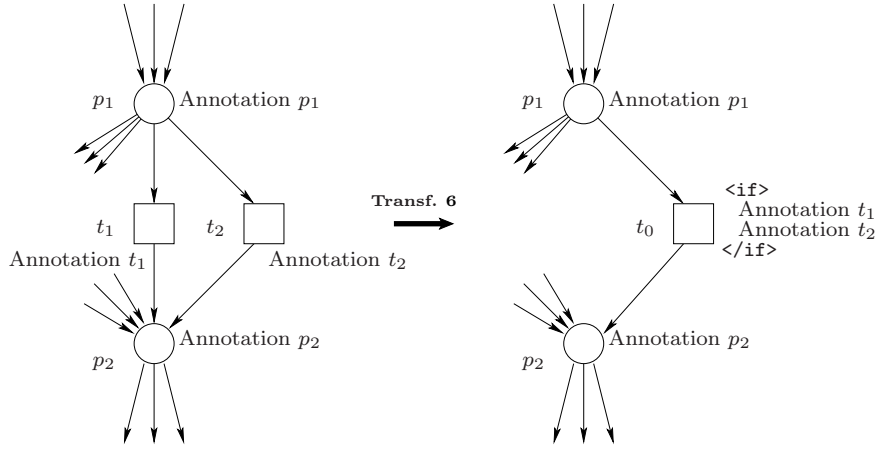 p₁ Annotation p₁
t₁
t₂
Annotation t₁
Annotation t₂
p₂
Annotation p₂
Transf. 6
p₁ Annotation p₁
t₀
<if>
Annotation t₁
Annotation t₂
</if>
p₂
Annotation p₂